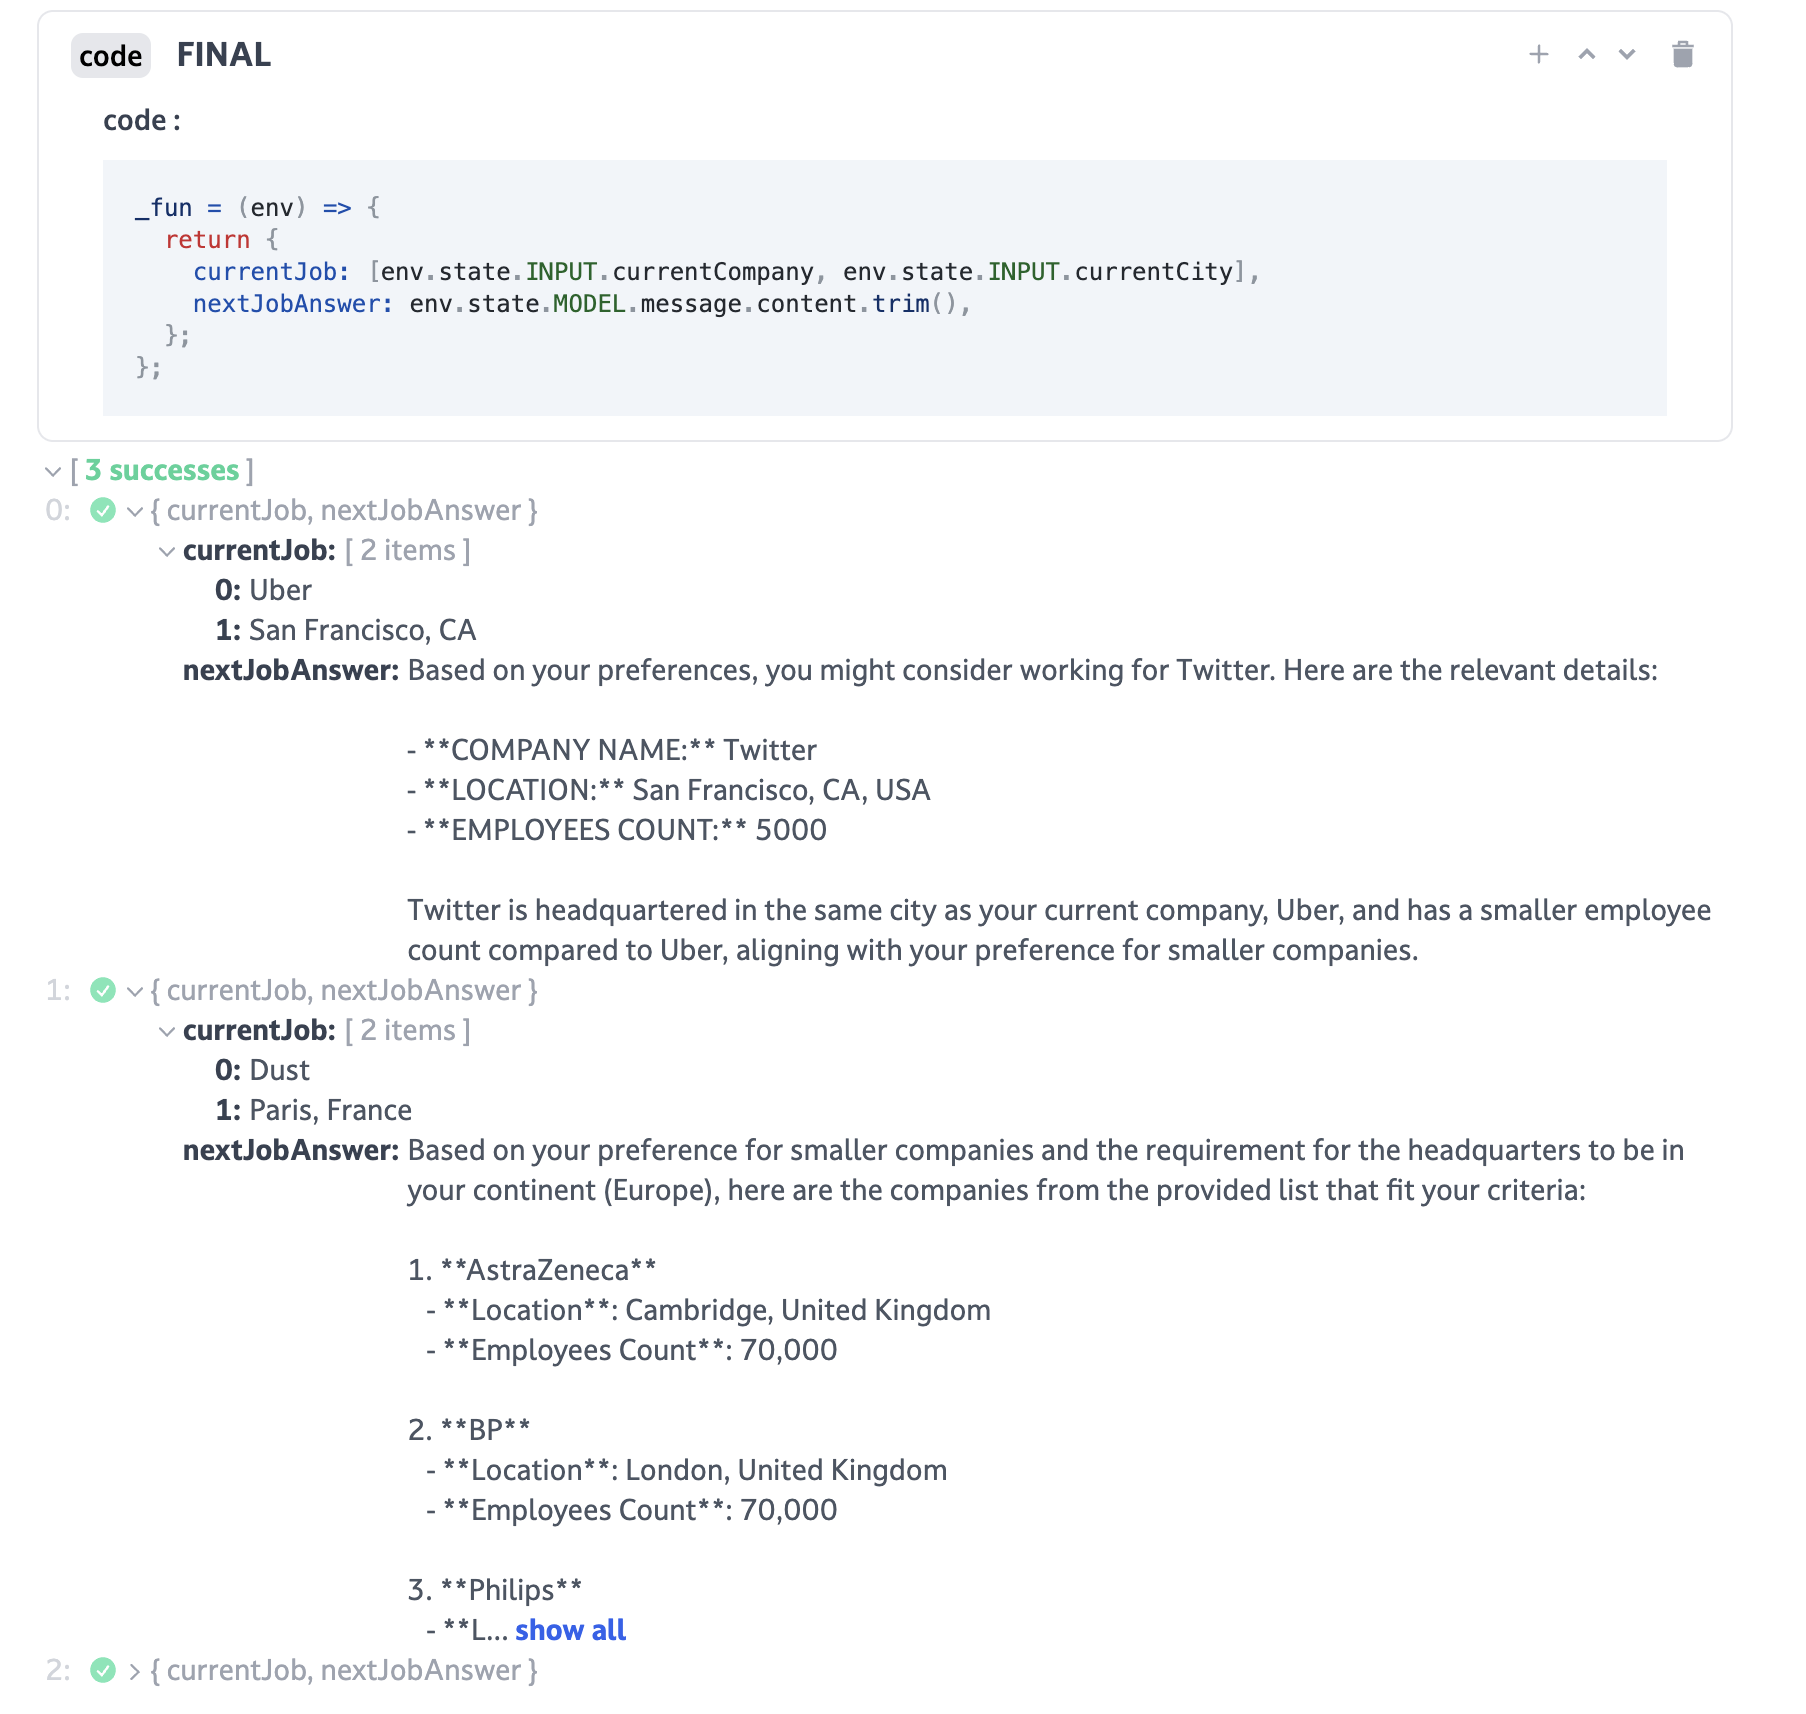 code FINAL
code :
_fun = (env) => {
return {
currentJob: [env.state.INPUT.currentCompany, env.state.INPUT.currentCity],
nextJobAnswer: env.state.MODEL.message.content.trim(),
};
};
[ 3 successes ]
0: { currentJob, nextJobAnswer }
currentJob: [ 2 items ]
0: Uber
1: San Francisco, CA
nextJobAnswer: Based on your preferences, you might consider working for Twitter. Here are the relevant details:
- **COMPANY NAME:** Twitter
- **LOCATION:** San Francisco, CA, USA
- **EMPLOYEES COUNT:** 5000
Twitter is headquartered in the same city as your current company, Uber, and has a smaller employee
count compared to Uber, aligning with your preference for smaller companies.
1: { currentJob, nextJobAnswer }
currentJob: [ 2 items ]
0: Dust
1: Paris, France
nextJobAnswer: Based on your preference for smaller companies and the requirement for the headquarters to be in
your continent (Europe), here are the companies from the provided list that fit your criteria:
1. **AstraZeneca**
- **Location**: Cambridge, United Kingdom
- **Employees Count**: 70,000
2. **BP**
- **Location**: London, United Kingdom
- **Employees Count**: 70,000
3. **Philips**
- **L... show all
2: { currentJob, nextJobAnswer }